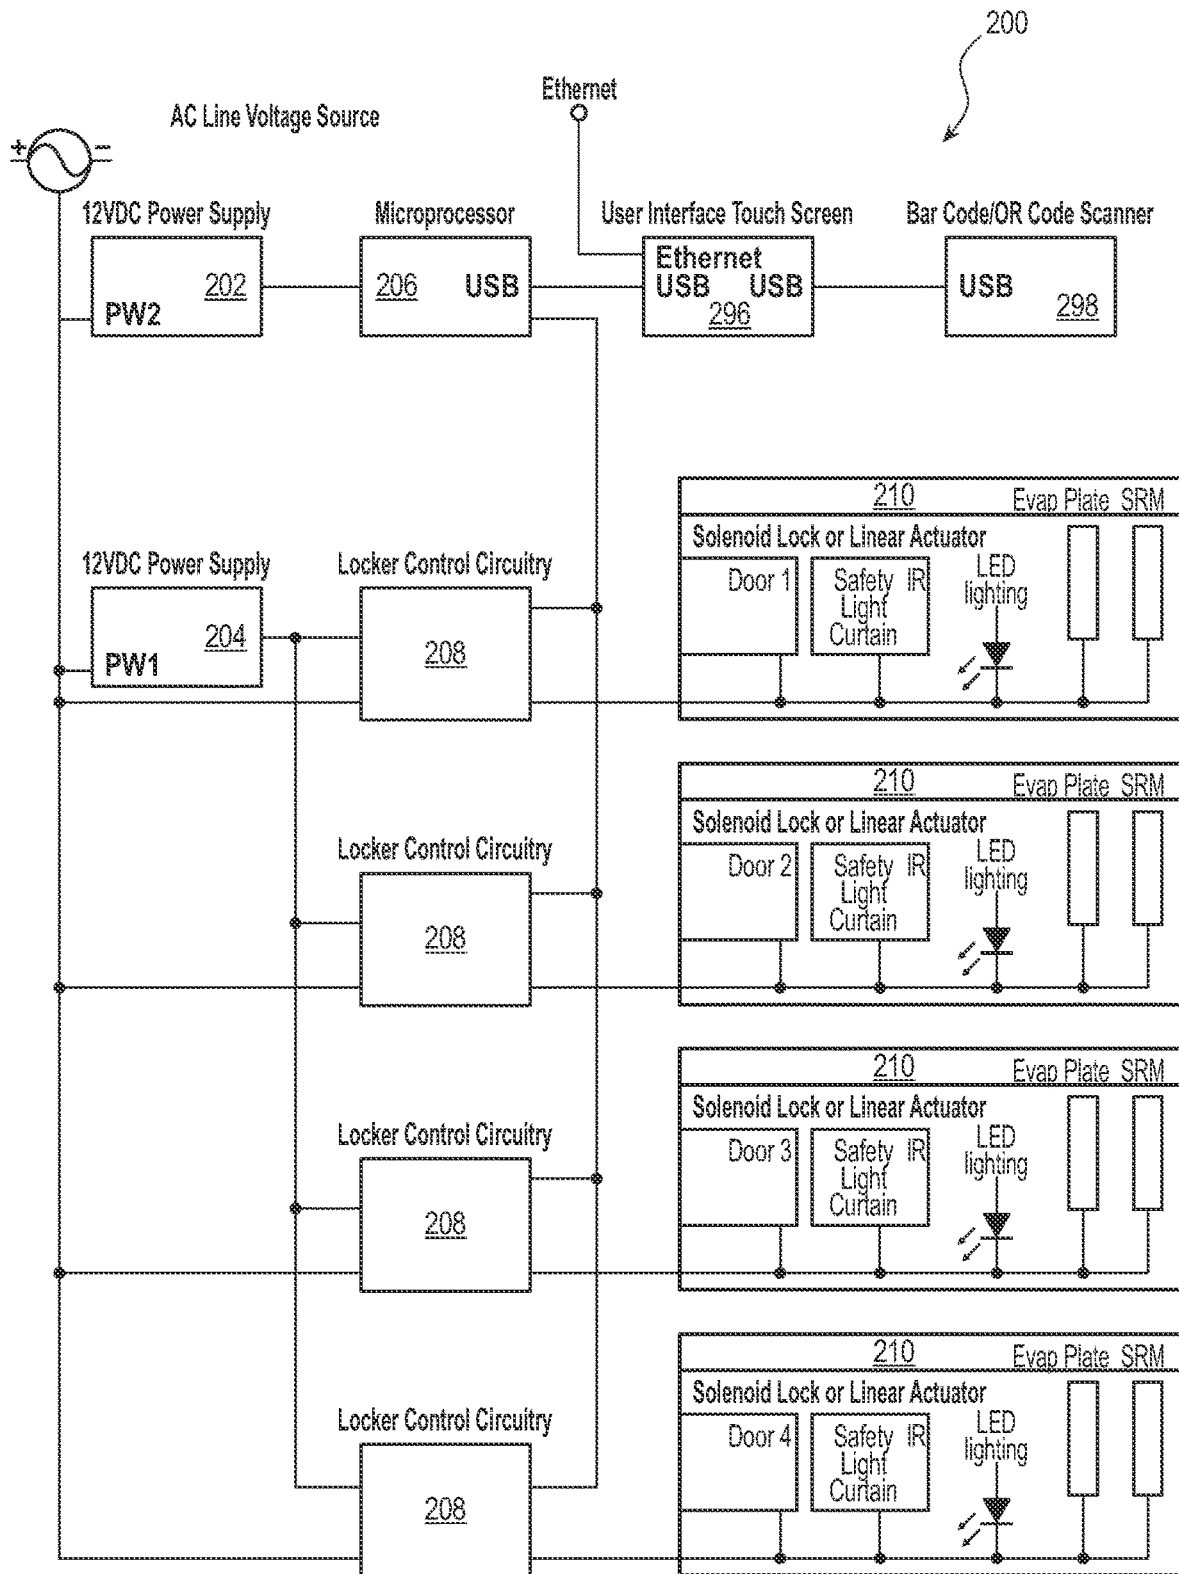 200
Ethernet
AC Line Voltage Source
+ −
12VDC Power Supply
Microprocessor
User Interface Touch Screen
Bar Code/OR Code Scanner
202
PW2
206 USB
Ethernet
USB USB
296
USB
298
12VDC Power Supply
204
PW1
Locker Control Circuitry
208
210
Evap Plate SRM
Solenoid Lock or Linear Actuator
Door 1
Safety IR
Light
Curtain
LED
lighting
Locker Control Circuitry
208
210
Evap Plate SRM
Solenoid Lock or Linear Actuator
Door 2
Safety IR
Light
Curtain
LED
lighting
Locker Control Circuitry
208
210
Evap Plate SRM
Solenoid Lock or Linear Actuator
Door 3
Safety IR
Light
Curtain
LED
lighting
Locker Control Circuitry
208
210
Evap Plate SRM
Solenoid Lock or Linear Actuator
Door 4
Safety IR
Light
Curtain
LED
lighting